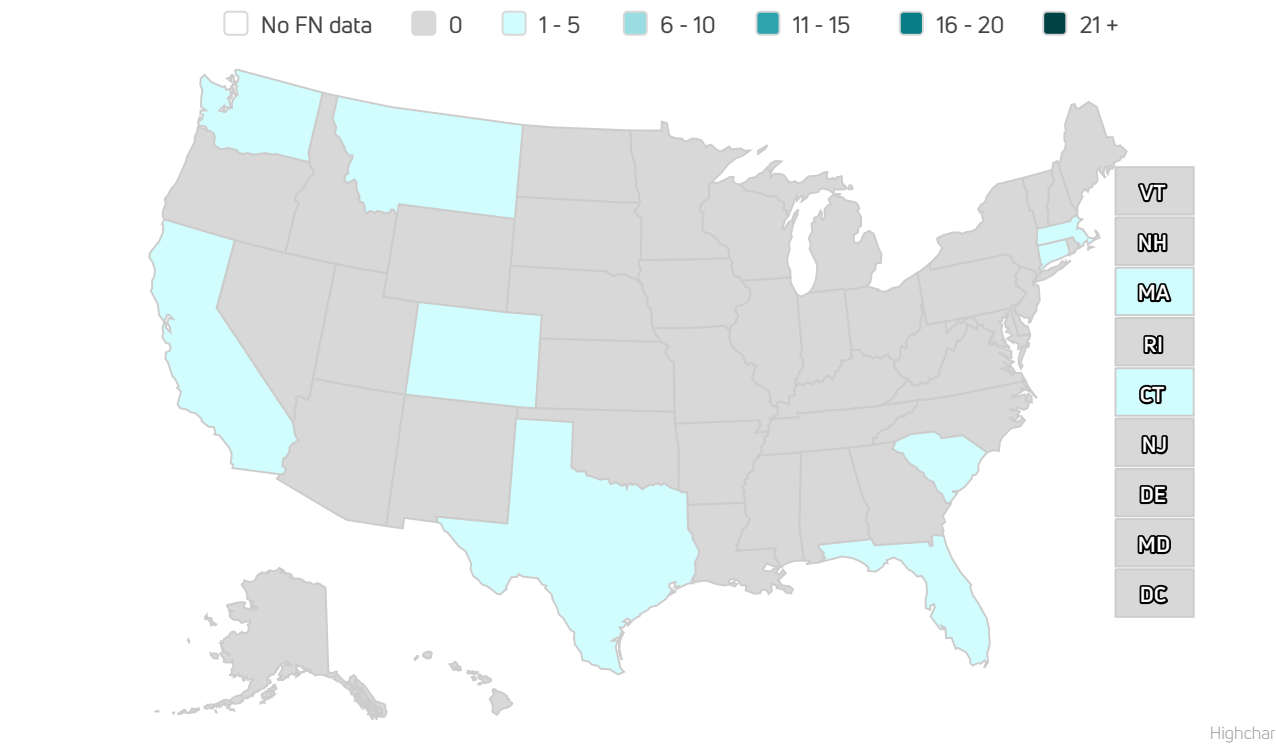 No FN data 0 1 - 5 6 - 10 11 - 15 16 - 20 21 +
VT
NH
MA
RI
CT
NJ
DE
MD
DC
Highchar